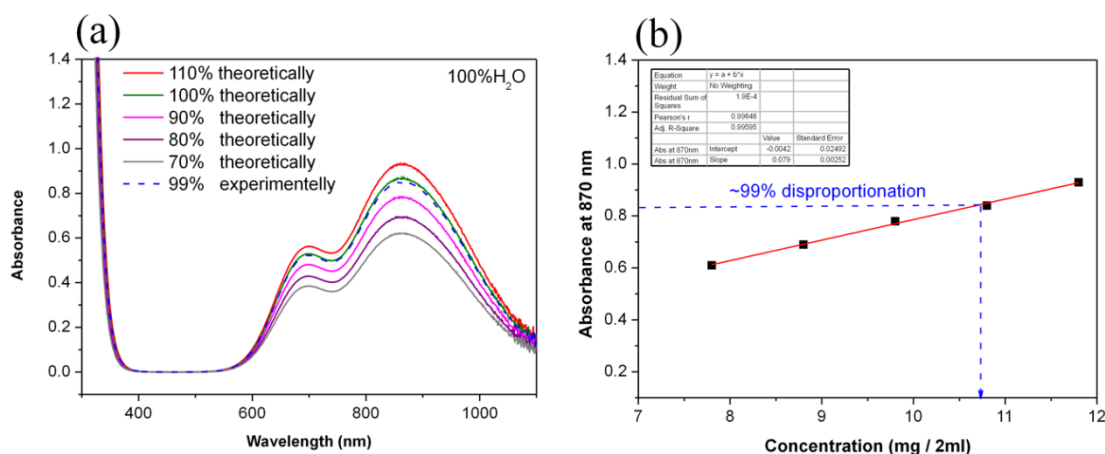 (a)
1.4
1.2
1.0
0.8
0.6
0.4
0.2
0.0
Absorbance
110% theoretically
100% theoretically
90% theoretically
80% theoretically
70% theoretically
99% experimentelly
100%H₂O
400
600
800
1000
Wavelength (nm)
(b)
1.4
1.2
1.0
0.8
0.6
0.4
0.2
Absorbance at 870 nm
Equation y = a + b*x
Weight No Weighting
Residual Sum of Squares 1.9E-4
Pearson's r 0.99848
Adj. R-Square 0.99595
Value Standard Error
Abs at 870nm Intercept -0.0042 0.02492
Abs at 870nm Slope 0.079 0.00252
~99% disproportionation
7
8
9
10
11
12
Concentration (mg / 2ml)